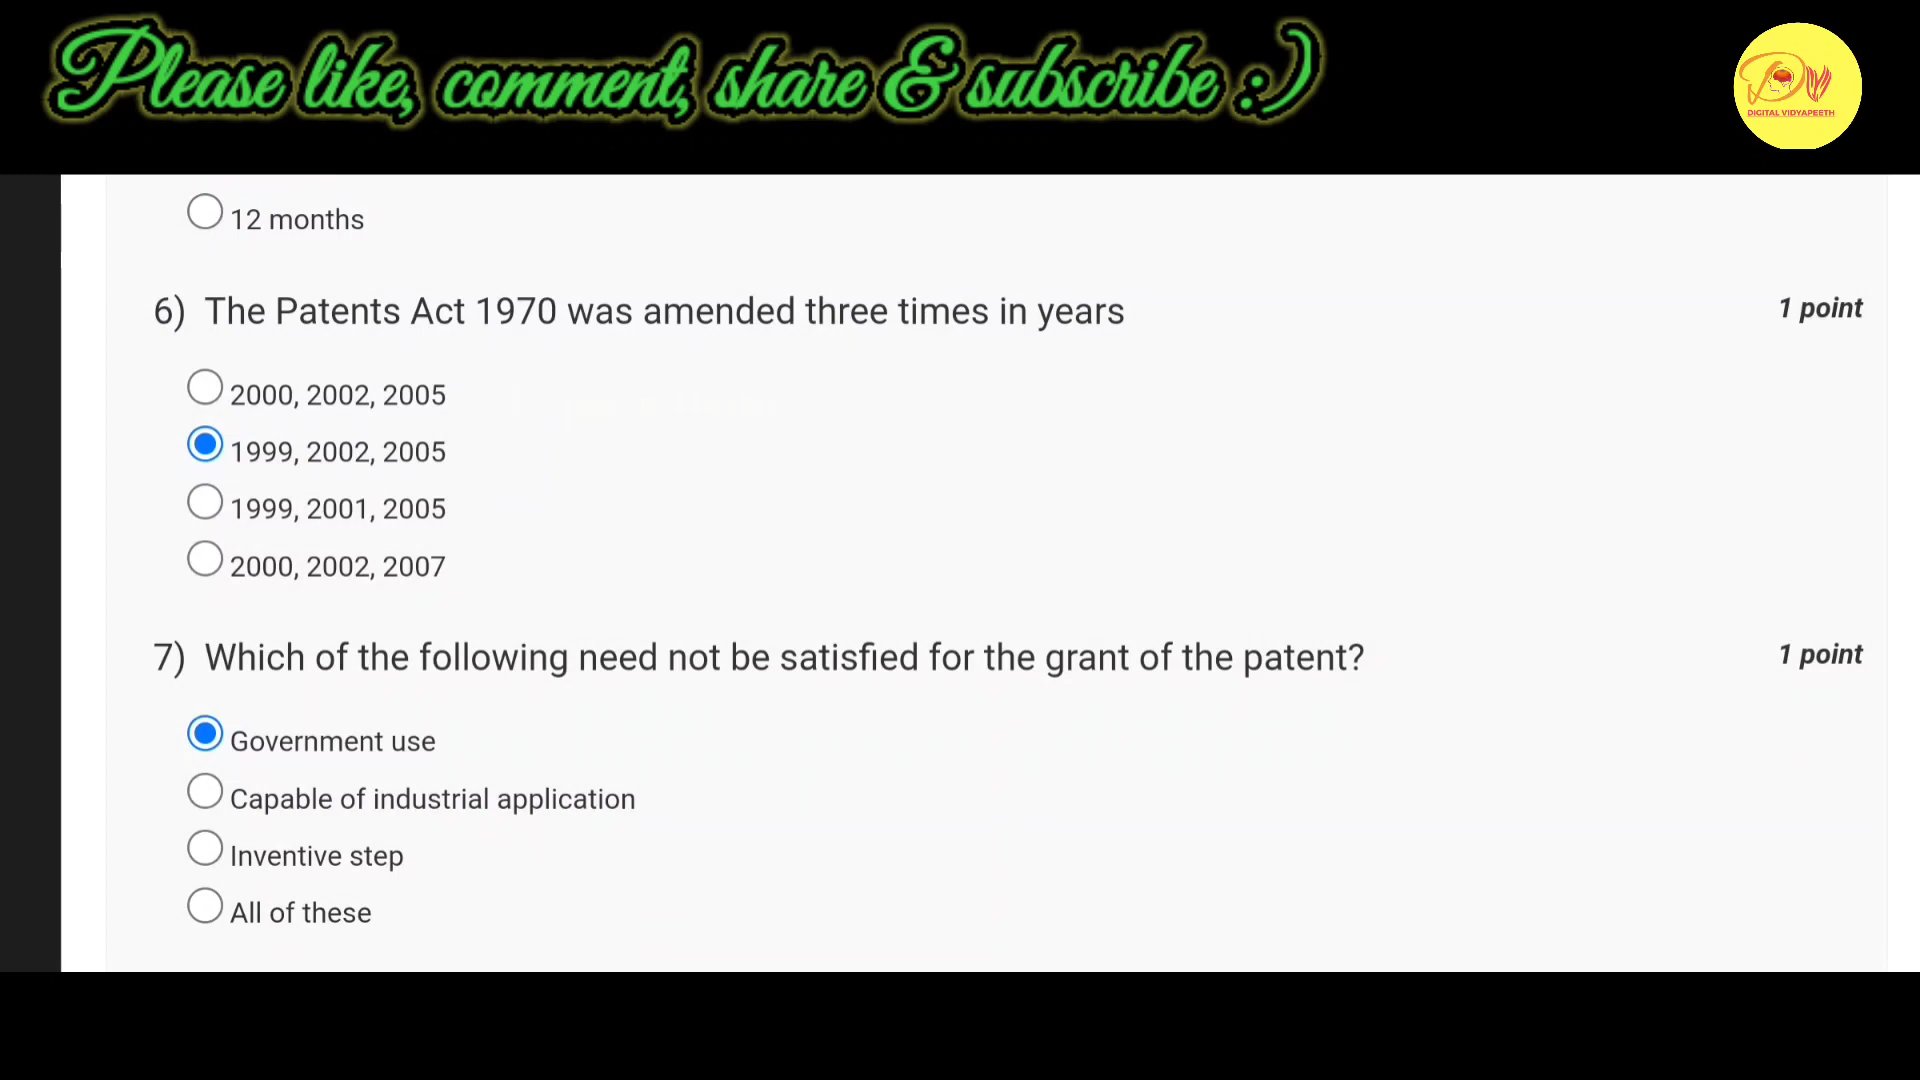 Please like, comment, share & subscribe :)
DIGITAL VIDYAPEETH
12 months
6) The Patents Act 1970 was amended three times in years
1 point
2000, 2002, 2005
1999, 2002, 2005
1999, 2001, 2005
2000, 2002, 2007
7) Which of the following need not be satisfied for the grant of the patent?
1 point
Government use
Capable of industrial application
Inventive step
All of these